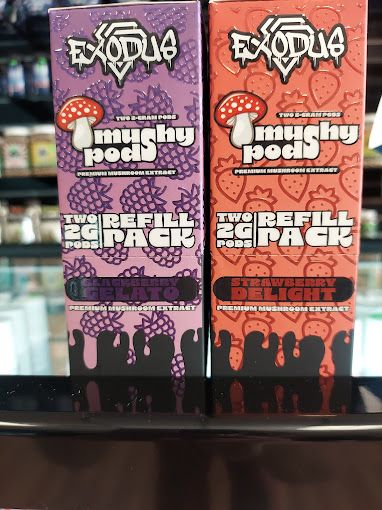 EXODUS
TWO 2-GRAM PODS
mushy
pods
PREMIUM MUSHROOM EXTRACT
TWO
2G
PODS
REFILL
PACK
BLACKBERRY
GELATO
PREMIUM MUSHROOM EXTRACT
EXODUS
TWO 2-GRAM PODS
mushy
pods
PREMIUM MUSHROOM EXTRACT
TWO
2G
PODS
REFILL
PACK
STRAWBERRY
DELIGHT
PREMIUM MUSHROOM EXTRACT